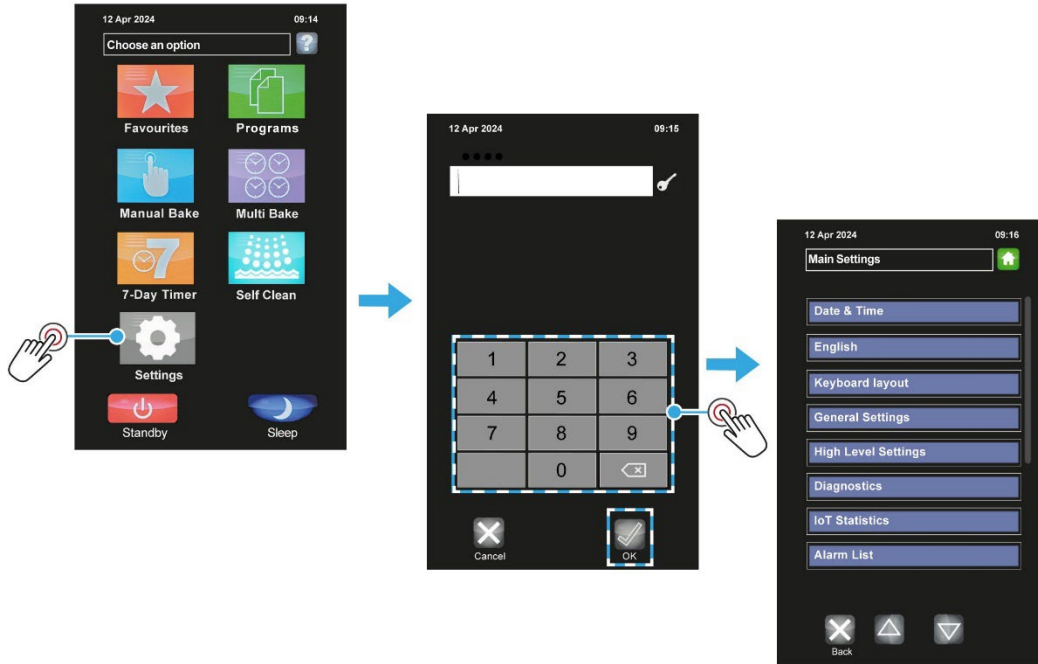 12 Apr 2024 09:14
Choose an option ?
Favourites Programs
Manual Bake Multi Bake
7
7-Day Timer Self Clean
Settings
Standby Sleep
12 Apr 2024 09:15
1 2 3
4 5 6
7 8 9
0
Cancel OK
12 Apr 2024 09:16
Main Settings
Date & Time
English
Keyboard layout
General Settings
High Level Settings
Diagnostics
IoT Statistics
Alarm List
Back